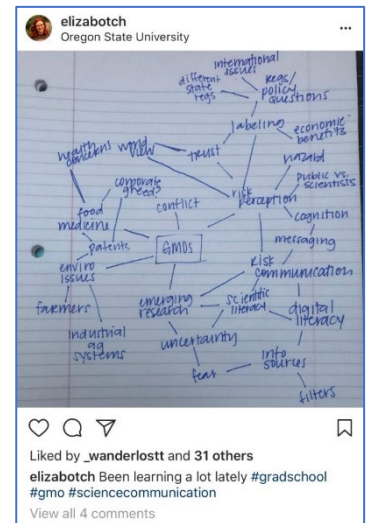 elizabotch
Oregon State University
international
issues
different
state
regs
regs/
policy
questions
labeling
economic
benefits
health
concerns
world
view
trust
hazard
corporate
greed?
public vs.
scientists
food
medicine
conflict
risk
perception
cognition
patents
GMOs
messaging
enviro
issues
risk
communication
farmers
emerging
research
scientific
literacy
digital
literacy
industrial
ag
systems
uncertainty
info
sources
fear
filters
Liked by _wanderlostt and 31 others
elizabotch Been learning a lot lately #gradschool
#gmo #sciencecommunication
View all 4 comments